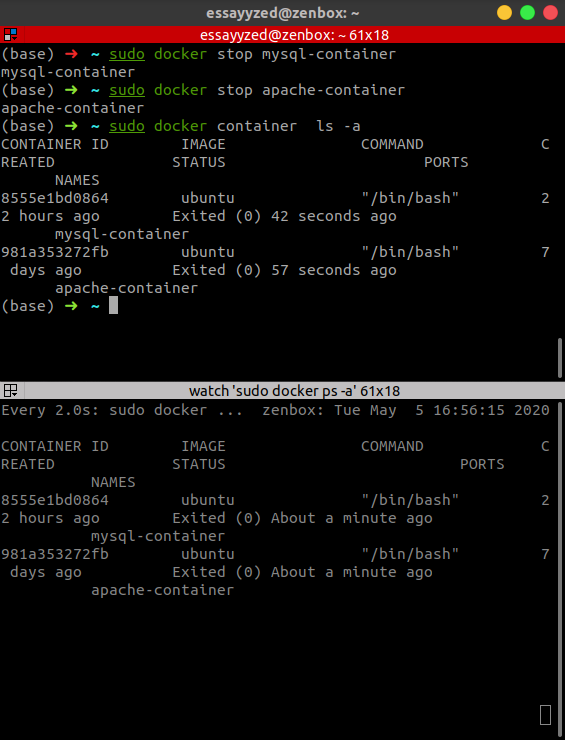 essayyzed@zenbox: ~
essayyzed@zenbox: ~ 61x18
(base) ➜ ~ sudo docker stop mysql-container
mysql-container
(base) ➜ ~ sudo docker stop apache-container
apache-container
(base) ➜ ~ sudo docker container  ls -a
CONTAINER ID        IMAGE               COMMAND             C
REATED             STATUS                      PORTS
      NAMES
8555e1bd0864        ubuntu              "/bin/bash"         2
2 hours ago        Exited (0) 42 seconds ago
      mysql-container
981a353272fb        ubuntu              "/bin/bash"         7
 days ago          Exited (0) 57 seconds ago
      apache-container
(base) ➜ ~
watch 'sudo docker ps -a' 61x18
Every 2.0s: sudo docker ...  zenbox: Tue May  5 16:56:15 2020
CONTAINER ID        IMAGE               COMMAND             C
REATED             STATUS                          PORTS
          NAMES
8555e1bd0864        ubuntu              "/bin/bash"         2
2 hours ago        Exited (0) About a minute ago
          mysql-container
981a353272fb        ubuntu              "/bin/bash"         7
 days ago          Exited (0) About a minute ago
          apache-container